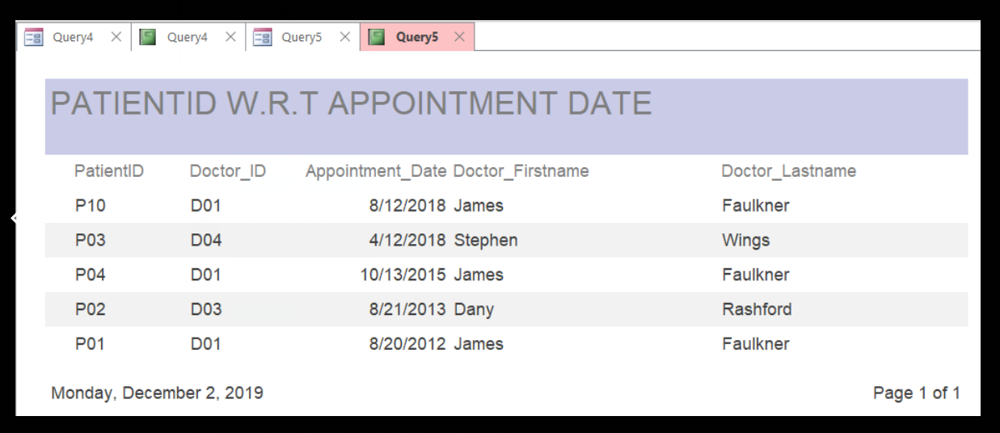 Query4 Query4 Query5 Query5
PATIENTID W.R.T APPOINTMENT DATE
PatientID Doctor_ID Appointment_Date Doctor_Firstname Doctor_Lastname
P10 D01 8/12/2018 James Faulkner
P03 D04 4/12/2018 Stephen Wings
P04 D01 10/13/2015 James Faulkner
P02 D03 8/21/2013 Dany Rashford
P01 D01 8/20/2012 James Faulkner
Monday, December 2, 2019 Page 1 of 1